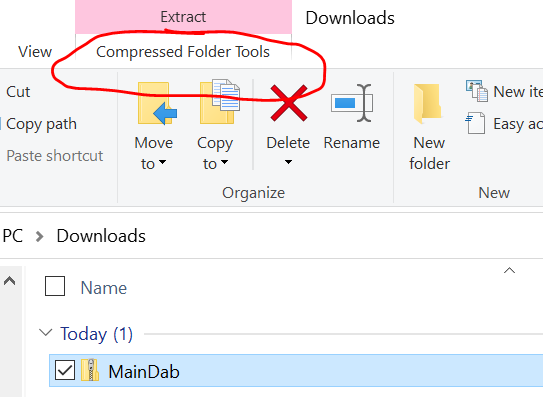 Extract
Downloads
View
Compressed Folder Tools
Cut
Copy path
Paste shortcut
Move
to
Copy
to
Delete
Rename
New
folder
New ite
Easy ac
Organize
New
PC > Downloads
Name
Today (1)
MainDab